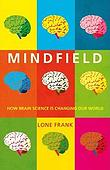 MINDFIELD
HOW BRAIN SCIENCE IS CHANGING OUR WORLD
LONE FRANK